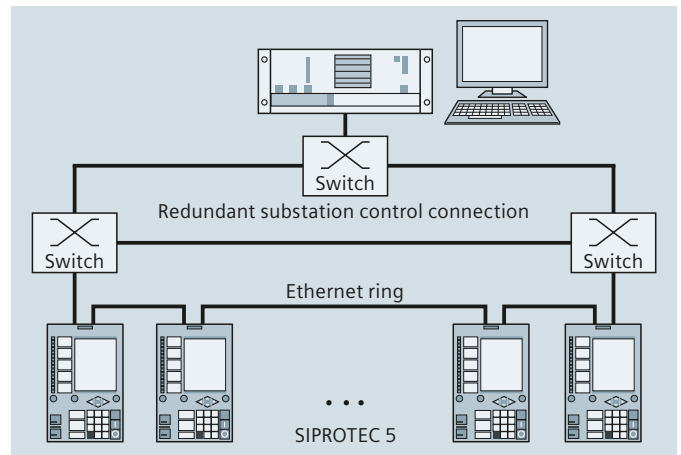 Switch
Redundant substation control connection
Switch
Switch
Ethernet ring
SIPROTEC 5